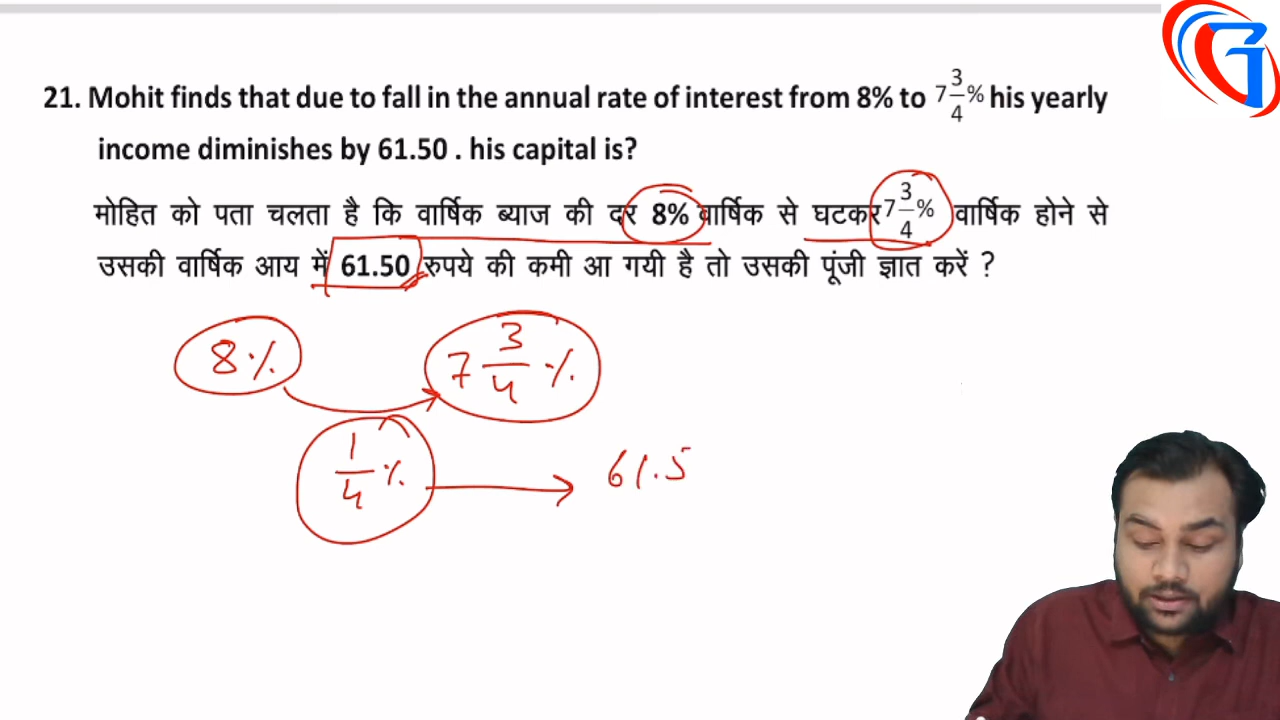 21. Mohit finds that due to fall in the annual rate of interest from 8% to 7 3/4 % his yearly
income diminishes by 61.50 . his capital is?
मोहित को पता चलता है कि वार्षिक ब्याज की दर 8% वार्षिक से घटकर 7 3/4 % वार्षिक होने से
उसकी वार्षिक आय में 61.50 रुपये की कमी आ गयी है तो उसकी पूंजी ज्ञात करें ?
8% 7 3/4 %
1/4 % 61.5